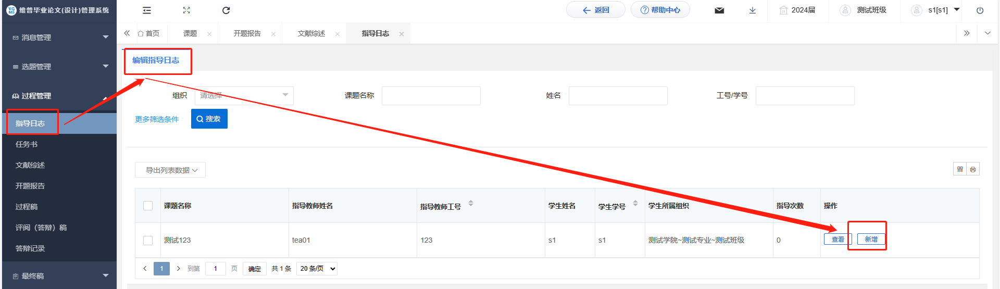 VG
MS
维普毕业论文(设计)管理系统
返回
帮助中心
2024届
测试班级
s1[s1]
消息管理
选题管理
过程管理
指导日志
任务书
文献综述
开题报告
过程稿
评阅（答辩）稿
答辩记录
最终稿
首页
课题
开题报告
文献综述
指导日志
编辑指导日志
组织
请选择
课题名称
姓名
工号/学号
更多筛选条件
搜索
导出列表数据
课题名称
指导教师姓名
指导教师工号
学生姓名
学生学号
学生所属组织
指导次数
操作
测试123
tea01
123
s1
s1
测试学院~测试专业~测试班级
0
查看
新增
1
到第
1
页
确定
共 1 条
20 条/页